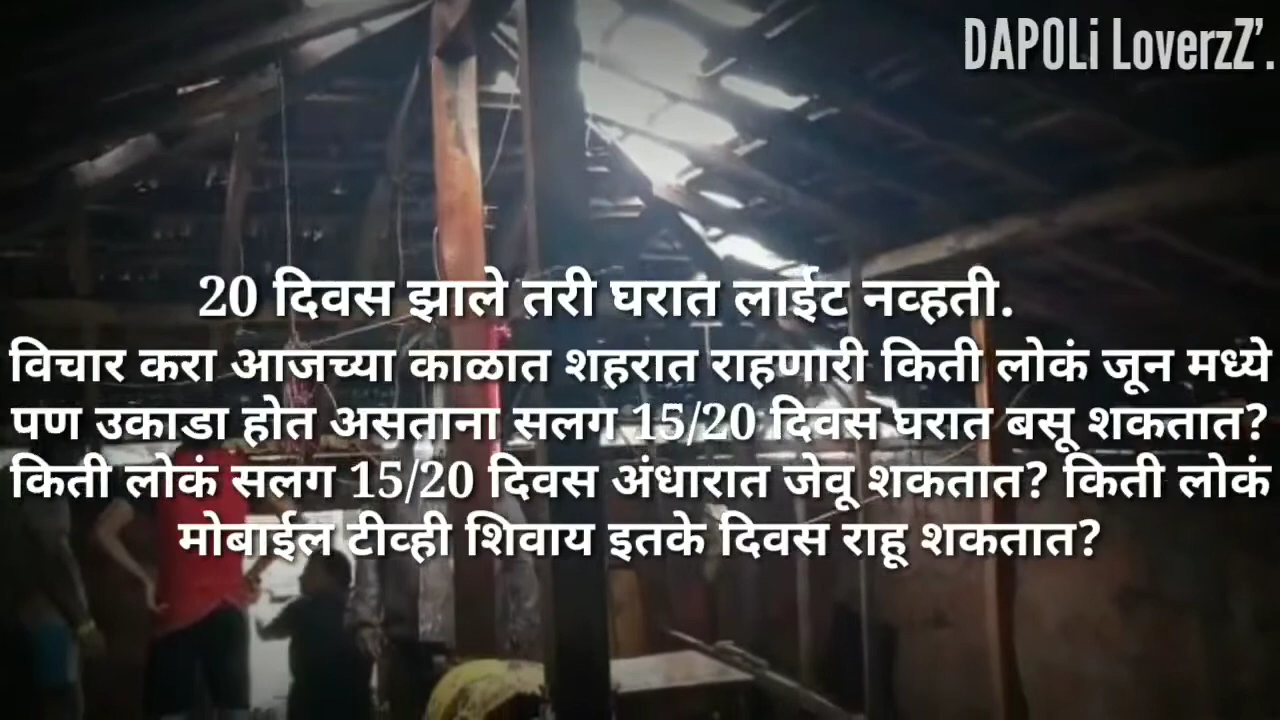 DAPOLi LoverzZ’.
20 दिवस झाले तरी घरात लाईट नव्हती.
विचार करा आजच्या काळात शहरात राहणारी किती लोकं जून मध्ये
पण उकाडा होत असताना सलग 15/20 दिवस घरात बसू शकतात?
किती लोकं सलग 15/20 दिवस अंधारात जेवू शकतात? किती लोकं
मोबाईल टीव्ही शिवाय इतके दिवस राहू शकतात?